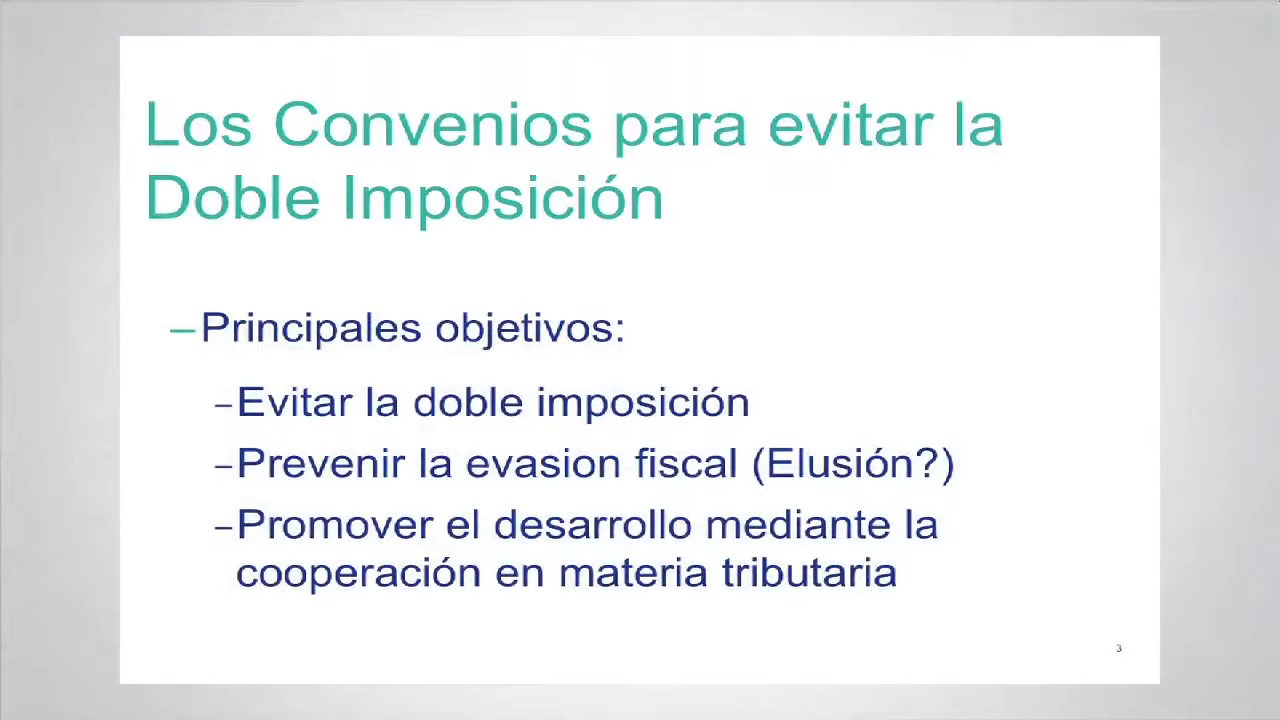 Los Convenios para evitar la
Doble Imposición
–Principales objetivos:
–Evitar la doble imposición
–Prevenir la evasion fiscal (Elusión?)
–Promover el desarrollo mediante la
cooperación en materia tributaria
3